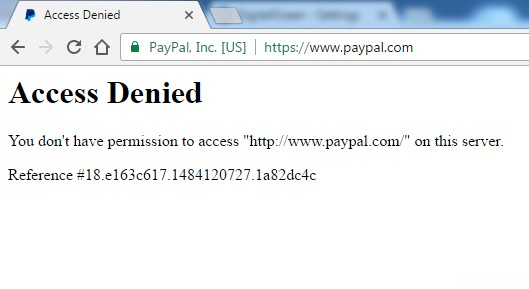 Access Denied
PayPal, Inc. [US] https://www.paypal.com
Access Denied
You don't have permission to access "http://www.paypal.com/" on this server.
Reference #18.e163c617.1484120727.1a82dc4c